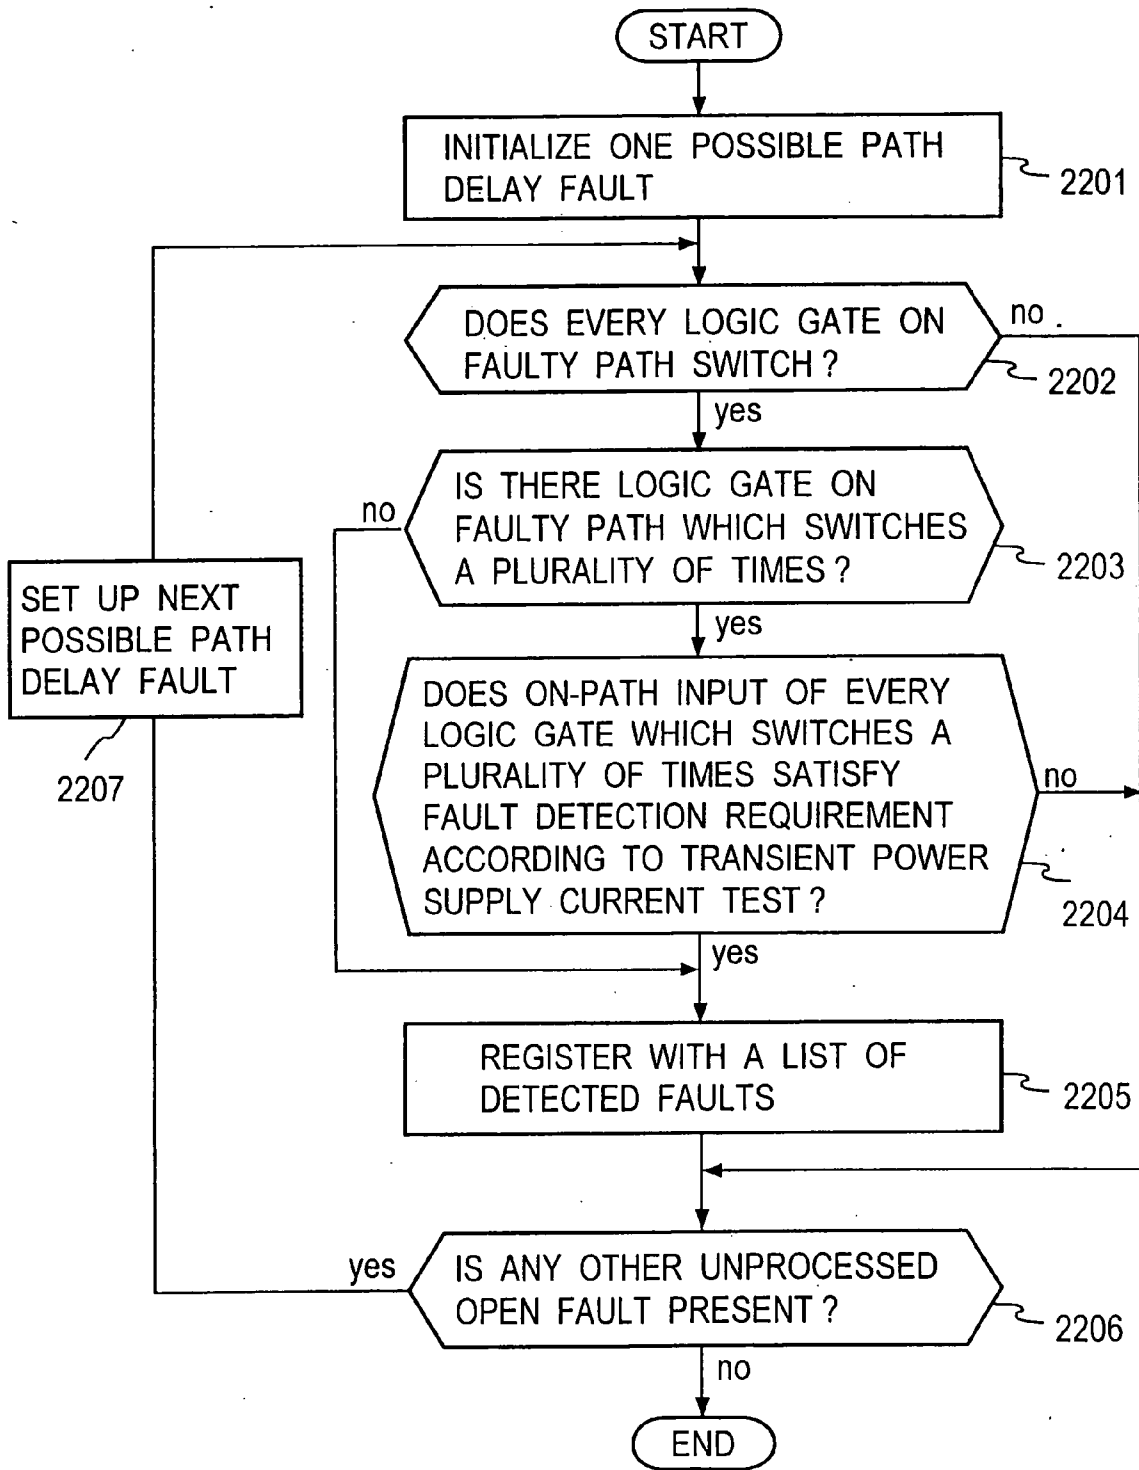 START
INITIALIZE ONE POSSIBLE PATH
DELAY FAULT
2201
DOES EVERY LOGIC GATE ON
FAULTY PATH SWITCH ?
no
2202
yes
IS THERE LOGIC GATE ON
FAULTY PATH WHICH SWITCHES
A PLURALITY OF TIMES ?
no
2203
yes
SET UP NEXT
POSSIBLE PATH
DELAY FAULT
2207
DOES ON-PATH INPUT OF EVERY
LOGIC GATE WHICH SWITCHES A
PLURALITY OF TIMES SATISFY
FAULT DETECTION REQUIREMENT
ACCORDING TO TRANSIENT POWER
SUPPLY CURRENT TEST ?
no
2204
yes
REGISTER WITH A LIST OF
DETECTED FAULTS
2205
yes
IS ANY OTHER UNPROCESSED
OPEN FAULT PRESENT ?
2206
no
END